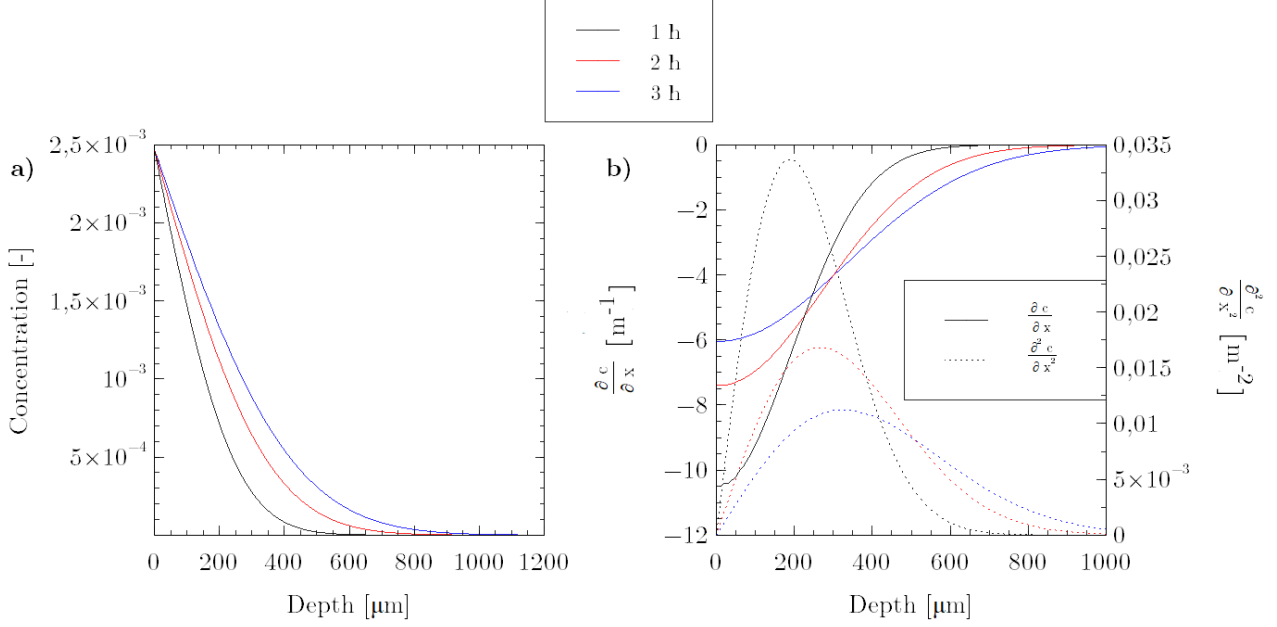 1 h
2 h
3 h
a)
2,5×10⁻³
2×10⁻³
1,5×10⁻³
10⁻³
5×10⁻⁴
Concentration [-]
0 200 400 600 800 1000 1200
Depth [μm]
b)
0
−2
−4
−6
−8
−10
−12
∂ c / ∂ x [m⁻¹]
0,035
0,03
0,025
0,02
0,015
0,01
5×10⁻³
0
∂² c / ∂ x² [m⁻²]
∂ c / ∂ x
∂² c / ∂ x²
0 200 400 600 800 1000
Depth [μm]